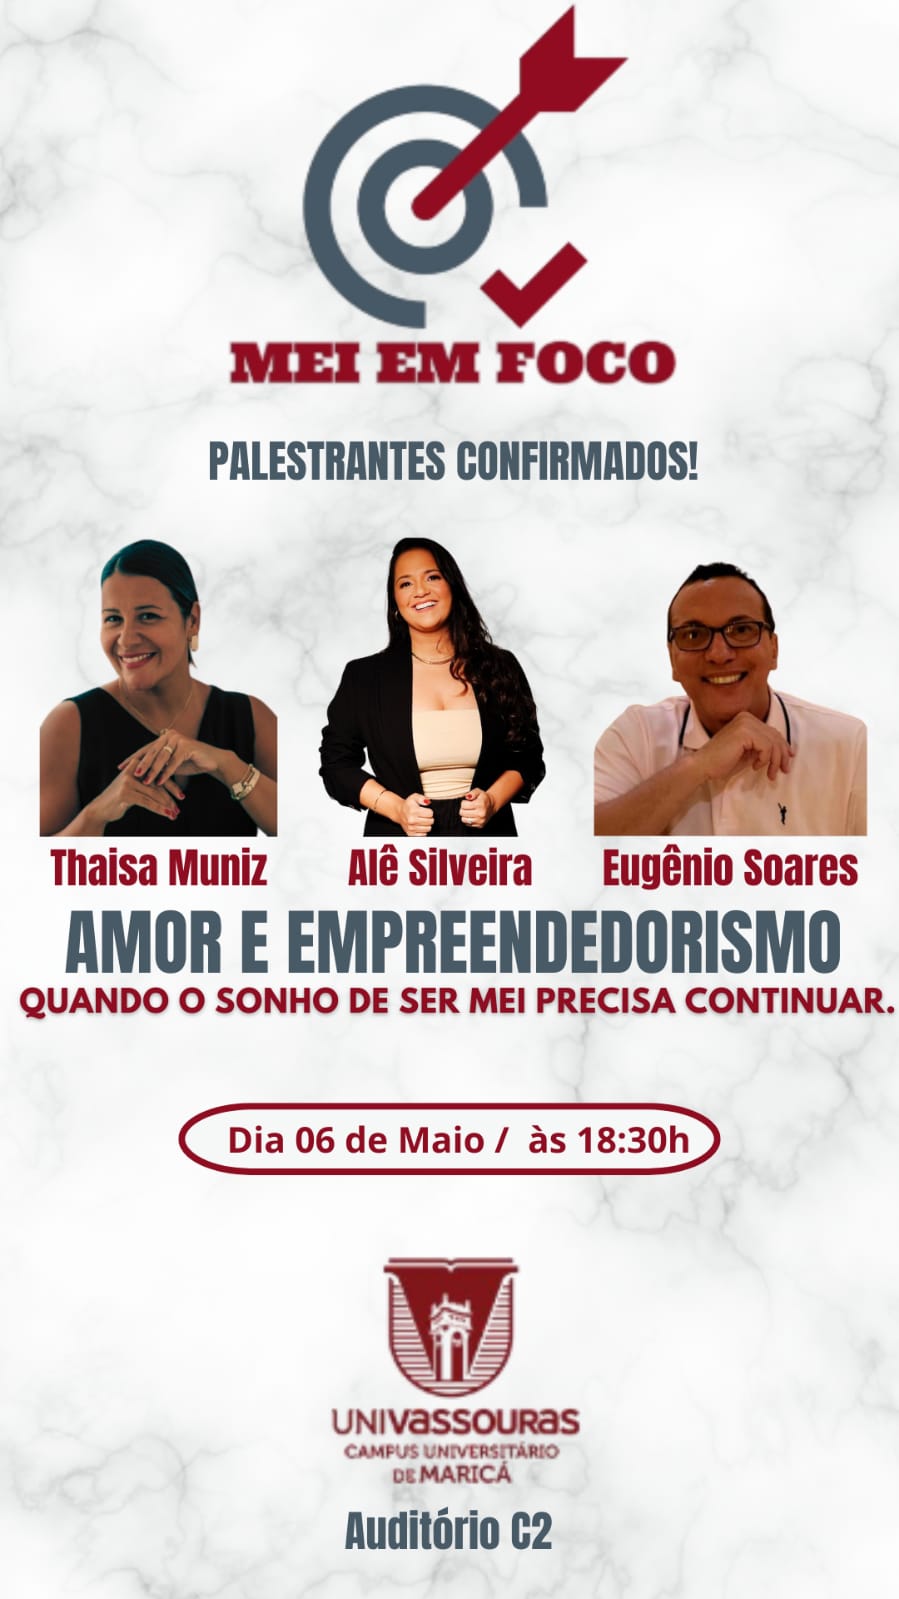 MEI EM FOCO
PALESTRANTES CONFIRMADOS!
Thaisa Muniz
Alê Silveira
Eugênio Soares
AMOR E EMPREENDEDORISMO
QUANDO O SONHO DE SER MEI PRECISA CONTINUAR.
Dia 06 de Maio / às 18:30h
UNIVASSOURAS
CAMPUS UNIVERSITÁRIO
DE MARICÁ
Auditório C2